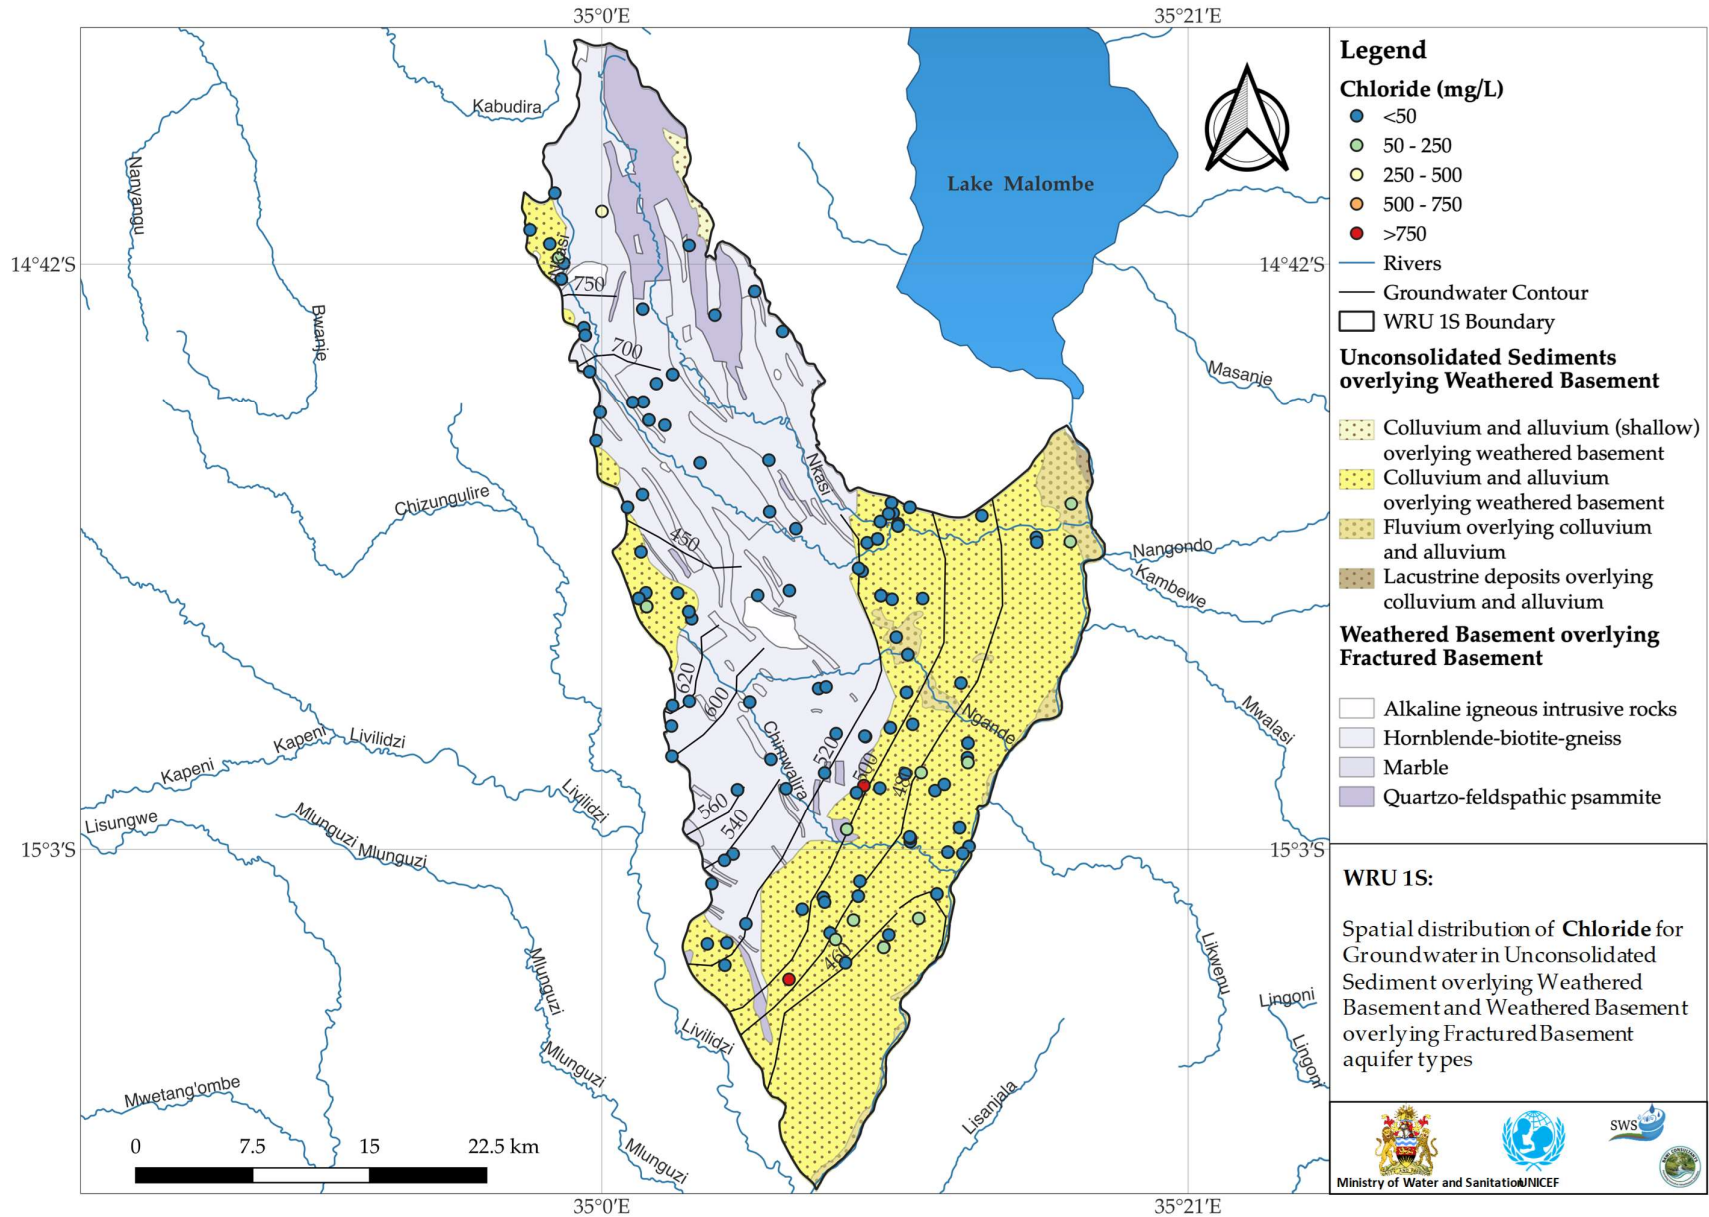 35°0′E
35°21′E
Legend
Chloride (mg/L)
<50
50 - 250
250 - 500
500 - 750
>750
Rivers
Groundwater Contour
WRU 1S Boundary
Unconsolidated Sediments
overlying Weathered Basement
Colluvium and alluvium (shallow)
overlying weathered basement
Colluvium and alluvium
overlying weathered basement
Fluvium overlying colluvium
and alluvium
Lacustrine deposits overlying
colluvium and alluvium
Weathered Basement overlying
Fractured Basement
Alkaline igneous intrusive rocks
Hornblende-biotite-gneiss
Marble
Quartzo-feldspathic psammite
WRU 1S:
Spatial distribution of Chloride for
Groundwater in Unconsolidated
Sediment overlying Weathered
Basement and Weathered Basement
overlying Fractured Basement
aquifer types
Ministry of Water and Sanitation
UNICEF
SWS
Kabudira
Nanyangu
Lake Malombe
14°42′S
14°42′S
Nkasi
750
Bwanje
700
Masanje
Nkasi
Chizungulire
450
Nangondo
Kambewe
620
600
Ngande
Mwalasi
Chimwalira
Kapeni
Livilidzi
Kapeni
520
500
480
Livilidzi
560
540
Lisungwe
Mlunguzi
Mlunguzi
15°3′S
15°3′S
460
Likwenu
Mlunguzi
Lingoni
Lingoni
Livilidzi
Mlunguzi
Mwetang'ombe
Lisanjala
Mlunguzi
0
7.5
15
22.5 km
35°0′E
35°21′E